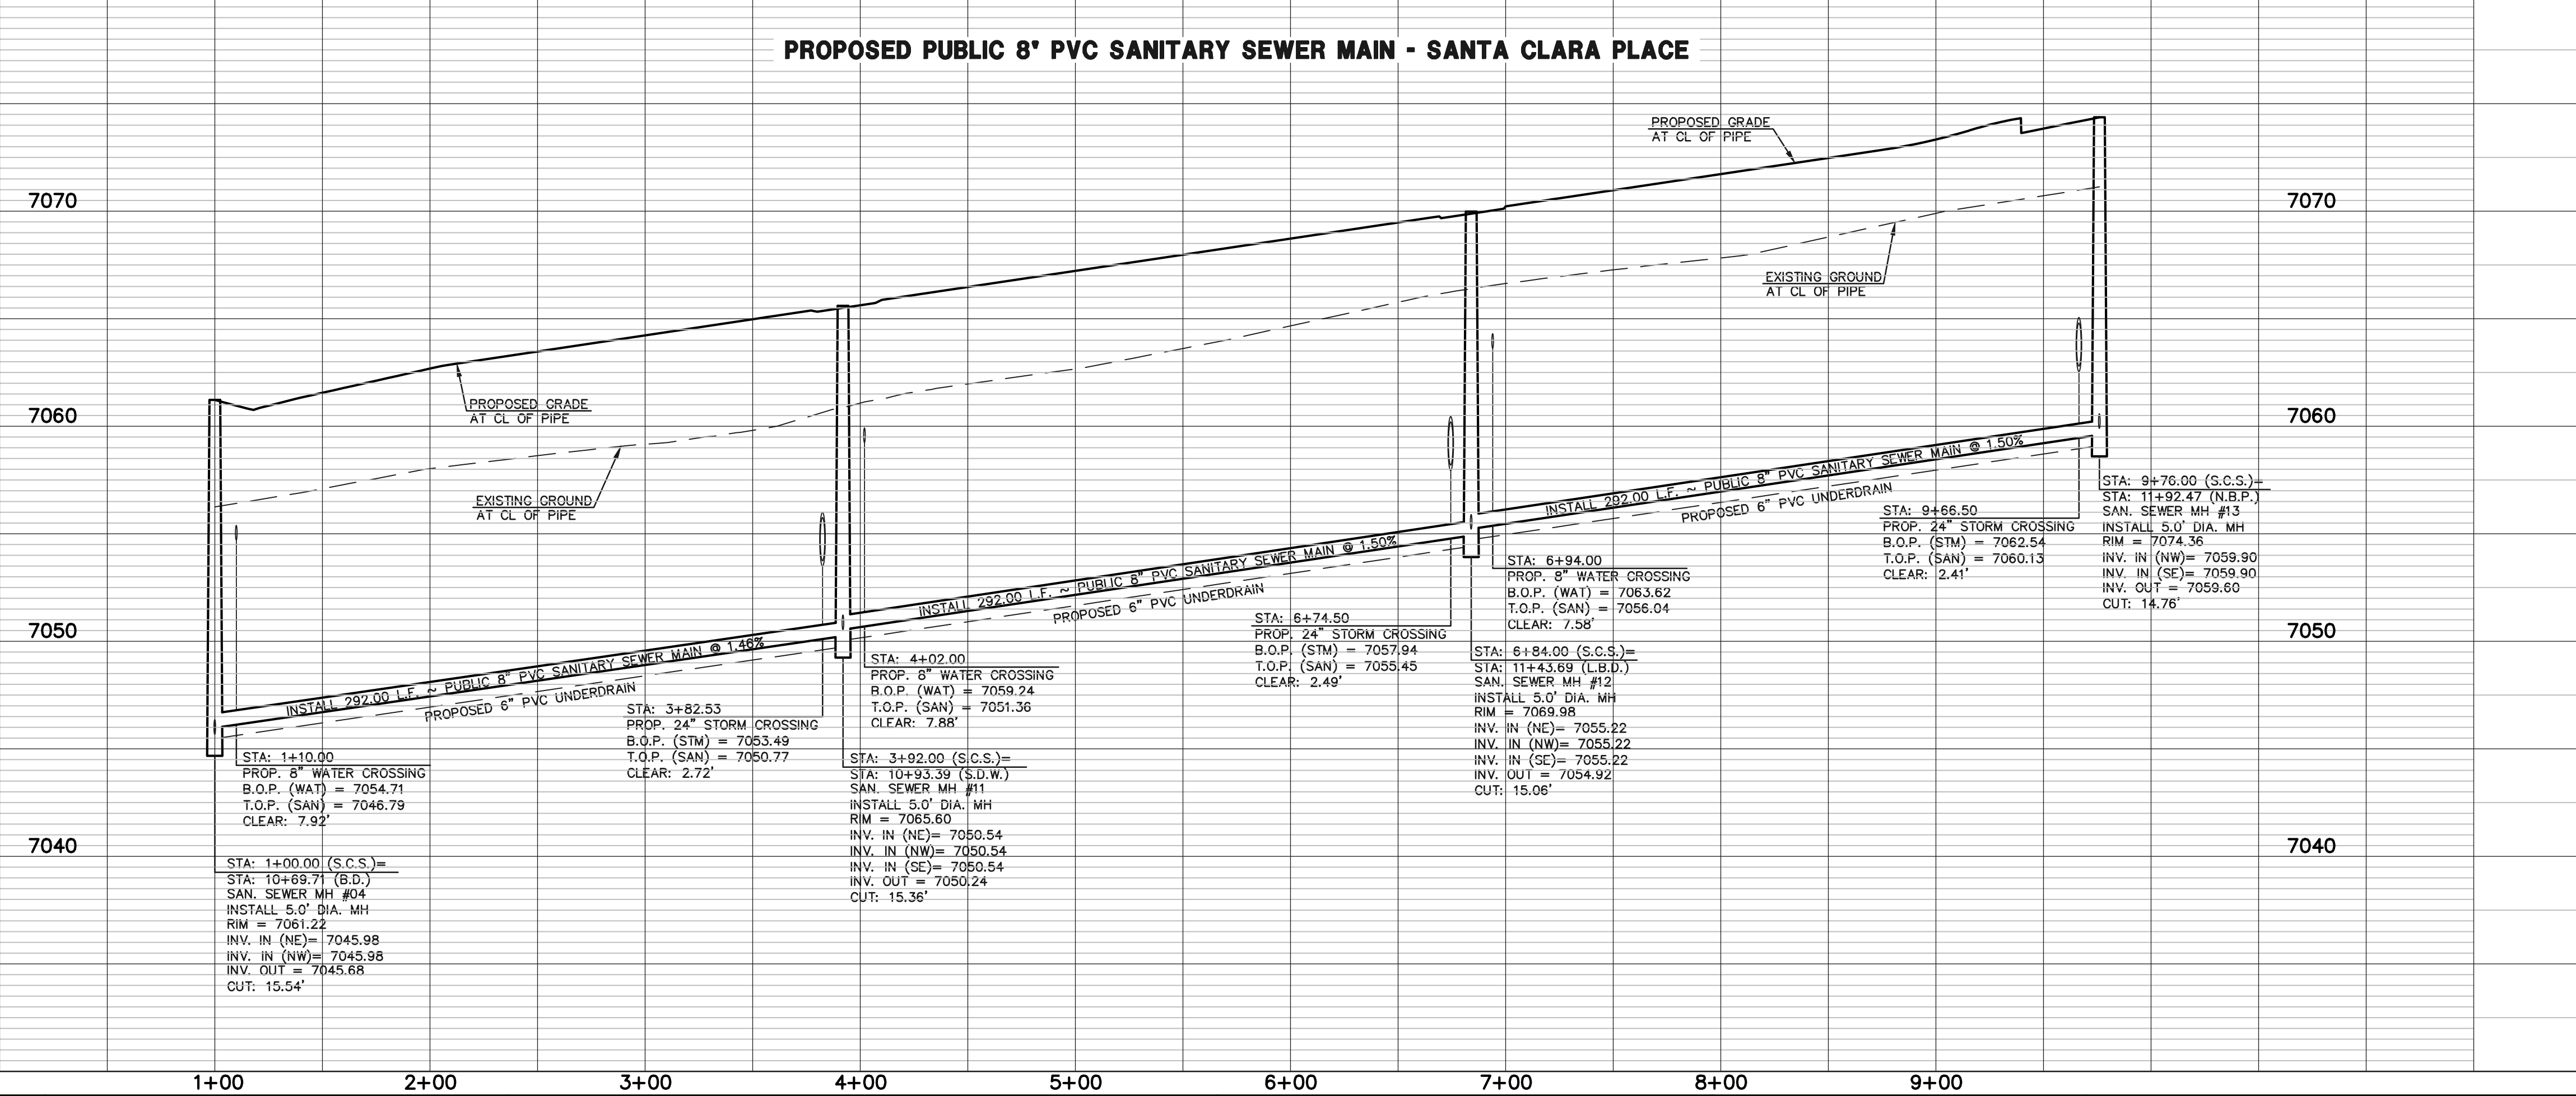 PROPOSED PUBLIC 8" PVC SANITARY SEWER MAIN - SANTA CLARA PLACE
PROPOSED GRADE
AT CL OF PIPE
7070
7070
EXISTING GROUND
AT CL OF PIPE
PROPOSED GRADE
AT CL OF PIPE
7060
7060
EXISTING GROUND
AT CL OF PIPE
INSTALL 292.00 L.F. ~ PUBLIC 8" PVC SANITARY SEWER MAIN @ 1.46%
PROPOSED 6" PVC UNDERDRAIN
INSTALL 292.00 L.F. ~ PUBLIC 8" PVC SANITARY SEWER MAIN @ 1.50%
PROPOSED 6" PVC UNDERDRAIN
INSTALL 292.00 L.F. ~ PUBLIC 8" PVC SANITARY SEWER MAIN @ 1.50%
PROPOSED 6" PVC UNDERDRAIN
7050
7050
STA: 1+10.00
PROP. 8" WATER CROSSING
B.O.P. (WAT) = 7054.71
T.O.P. (SAN) = 7046.79
CLEAR: 7.92'
STA: 1+00.00 (S.C.S.)=
STA: 10+69.71 (B.D.)
SAN. SEWER MH #04
INSTALL 5.0' DIA. MH
RIM = 7061.22
INV. IN (NE)= 7045.98
INV. IN (NW)= 7045.98
INV. OUT = 7045.68
CUT: 15.54'
STA: 3+82.53
PROP. 24" STORM CROSSING
B.O.P. (STM) = 7053.49
T.O.P. (SAN) = 7050.77
CLEAR: 2.72'
STA: 4+02.00
PROP. 8" WATER CROSSING
B.O.P. (WAT) = 7059.24
T.O.P. (SAN) = 7051.36
CLEAR: 7.88'
STA: 3+92.00 (S.C.S.)=
STA: 10+93.39 (S.D.W.)
SAN. SEWER MH #11
INSTALL 5.0' DIA. MH
RIM = 7065.60
INV. IN (NE)= 7050.54
INV. IN (NW)= 7050.54
INV. IN (SE)= 7050.54
INV. OUT = 7050.24
CUT: 15.36'
STA: 6+74.50
PROP. 24" STORM CROSSING
B.O.P. (STM) = 7057.94
T.O.P. (SAN) = 7055.45
CLEAR: 2.49'
STA: 6+94.00
PROP. 8" WATER CROSSING
B.O.P. (WAT) = 7063.62
T.O.P. (SAN) = 7056.04
CLEAR: 7.58'
STA: 6+84.00 (S.C.S.)=
STA: 11+43.69 (L.B.D.)
SAN. SEWER MH #12
INSTALL 5.0' DIA. MH
RIM = 7069.98
INV. IN (NE)= 7055.22
INV. IN (NW)= 7055.22
INV. IN (SE)= 7055.22
INV. OUT = 7054.92
CUT: 15.06'
STA: 9+66.50
PROP. 24" STORM CROSSING
B.O.P. (STM) = 7062.54
T.O.P. (SAN) = 7060.13
CLEAR: 2.41'
STA: 9+76.00 (S.C.S.)=
STA: 11+92.47 (N.B.P.)
SAN. SEWER MH #13
INSTALL 5.0' DIA. MH
RIM = 7074.36
INV. IN (NW)= 7059.90
INV. IN (SE)= 7059.90
INV. OUT = 7059.60
CUT: 14.76'
7040
7040
1+00
2+00
3+00
4+00
5+00
6+00
7+00
8+00
9+00